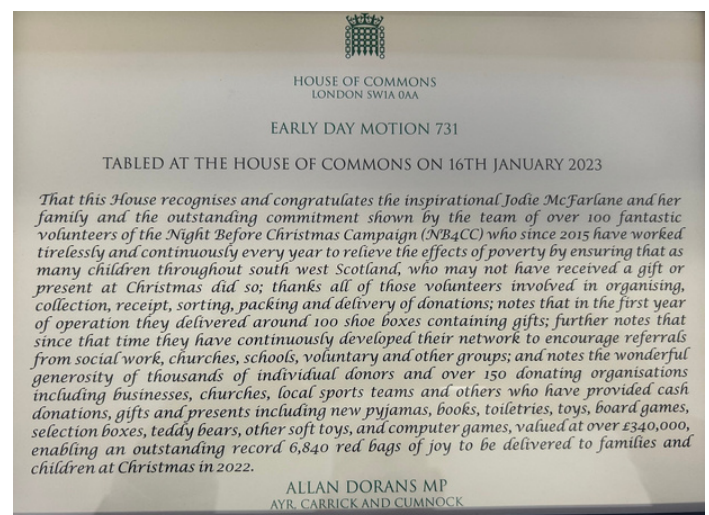 HOUSE OF COMMONS
LONDON SW1A 0AA
EARLY DAY MOTION 731
TABLED AT THE HOUSE OF COMMONS ON 16TH JANUARY 2023
That this House recognises and congratulates the inspirational Jodie McFarlane and her
family and the outstanding commitment shown by the team of over 100 fantastic
volunteers of the Night Before Christmas Campaign (NB4CC) who since 2015 have worked
tirelessly and continuously every year to relieve the effects of poverty by ensuring that as
many children throughout south west Scotland, who may not have received a gift or
present at Christmas did so; thanks all of those volunteers involved in organising,
collection, receipt, sorting, packing and delivery of donations; notes that in the first year
of operation they delivered around 100 shoe boxes containing gifts; further notes that
since that time they have continuously developed their network to encourage referrals
from social work, churches, schools, voluntary and other groups; and notes the wonderful
generosity of thousands of individual donors and over 150 donating organisations
including businesses, churches, local sports teams and others who have provided cash
donations, gifts and presents including new pyjamas, books, toiletries, toys, board games,
selection boxes, teddy bears, other soft toys, and computer games, valued at over £340,000,
enabling an outstanding record 6,840 red bags of joy to be delivered to families and
children at Christmas in 2022.
ALLAN DORANS MP
AYR, CARRICK AND CUMNOCK